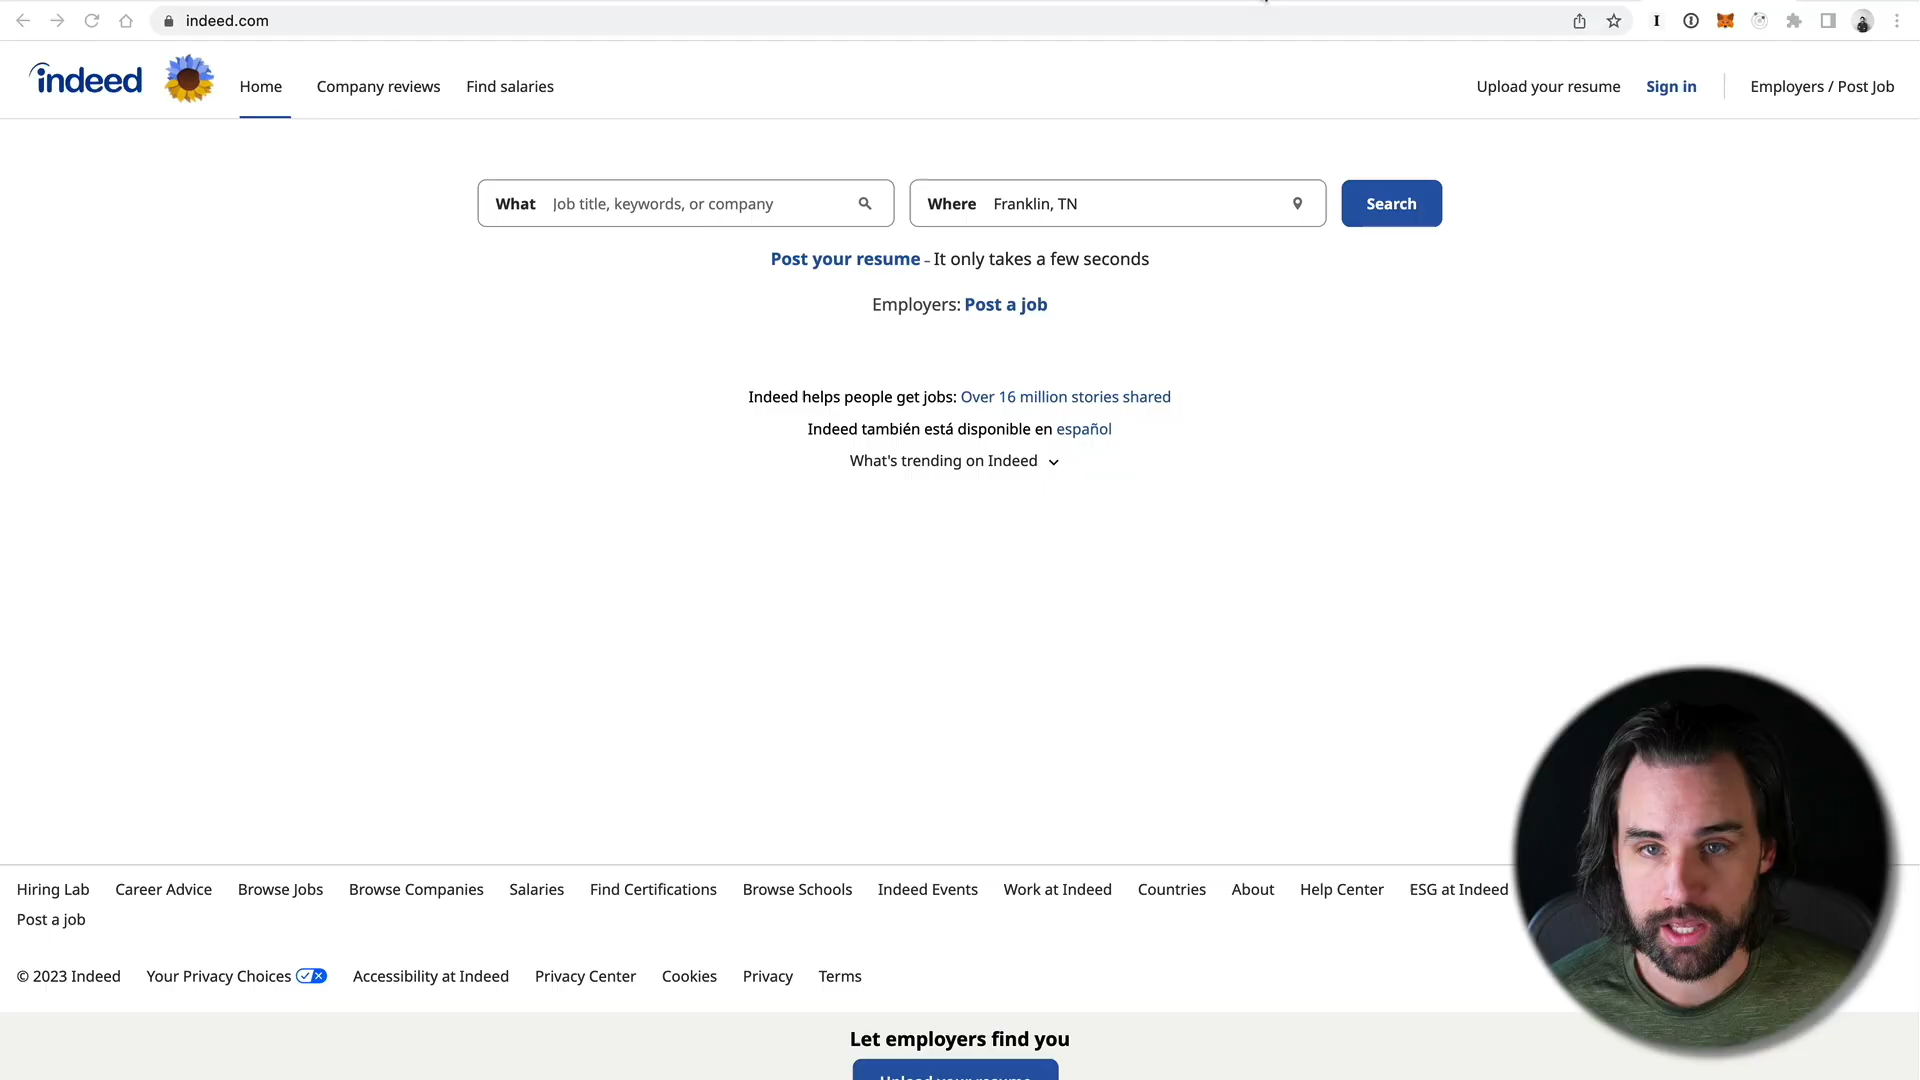 indeed.com
indeed Home Company reviews Find salaries Upload your resume Sign in Employers / Post Job
What Job title, keywords, or company Where Franklin, TN Search
Post your resume - It only takes a few seconds
Employers: Post a job
Indeed helps people get jobs: Over 16 million stories shared
Indeed también está disponible en español
What's trending on Indeed
Hiring Lab Career Advice Browse Jobs Browse Companies Salaries Find Certifications Browse Schools Indeed Events Work at Indeed Countries About Help Center ESG at Indeed
Post a job
© 2023 Indeed Your Privacy Choices Accessibility at Indeed Privacy Center Cookies Privacy Terms
Let employers find you
Upload your resume